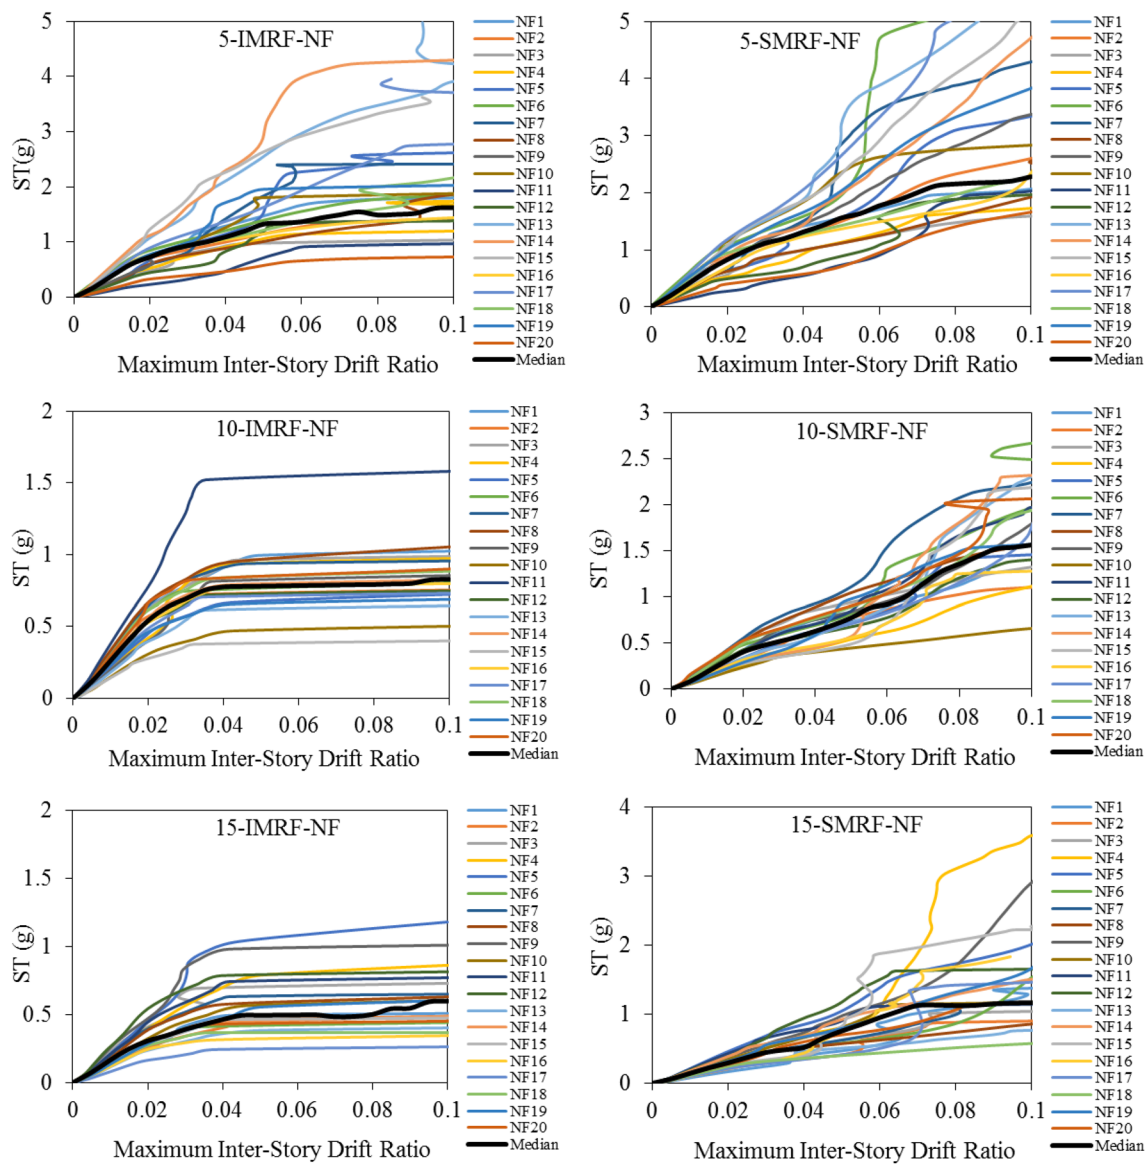 5-IMRF-NF
ST(g)
5
4
3
2
1
0
0
0.02
0.04
0.06
0.08
0.1
Maximum Inter-Story Drift Ratio
NF1
NF2
NF3
NF4
NF5
NF6
NF7
NF8
NF9
NF10
NF11
NF12
NF13
NF14
NF15
NF16
NF17
NF18
NF19
NF20
Median
5-SMRF-NF
ST (g)
5
4
3
2
1
0
0
0.02
0.04
0.06
0.08
0.1
Maximum Inter-Story Drift Ratio
NF1
NF2
NF3
NF4
NF5
NF6
NF7
NF8
NF9
NF10
NF11
NF12
NF13
NF14
NF15
NF16
NF17
NF18
NF19
NF20
Median
10-IMRF-NF
ST (g)
2
1.5
1
0.5
0
0
0.02
0.04
0.06
0.08
0.1
Maximum Inter-Story Drift Ratio
NF1
NF2
NF3
NF4
NF5
NF6
NF7
NF8
NF9
NF10
NF11
NF12
NF13
NF14
NF15
NF16
NF17
NF18
NF19
NF20
Median
10-SMRF-NF
ST (g)
3
2.5
2
1.5
1
0.5
0
0
0.02
0.04
0.06
0.08
0.1
Maximum Inter-Story Drift Ratio
NF1
NF2
NF3
NF4
NF5
NF6
NF7
NF8
NF9
NF10
NF11
NF12
NF13
NF14
NF15
NF16
NF17
NF18
NF19
NF20
Median
15-IMRF-NF
ST (g)
2
1.5
1
0.5
0
0
0.02
0.04
0.06
0.08
0.1
Maximum Inter-Story Drift Ratio
NF1
NF2
NF3
NF4
NF5
NF6
NF7
NF8
NF9
NF10
NF11
NF12
NF13
NF14
NF15
NF16
NF17
NF18
NF19
NF20
Median
15-SMRF-NF
ST (g)
4
3
2
1
0
0
0.02
0.04
0.06
0.08
0.1
Maximum Inter-Story Drift Ratio
NF1
NF2
NF3
NF4
NF5
NF6
NF7
NF8
NF9
NF10
NF11
NF12
NF13
NF14
NF15
NF16
NF17
NF18
NF19
NF20
Median